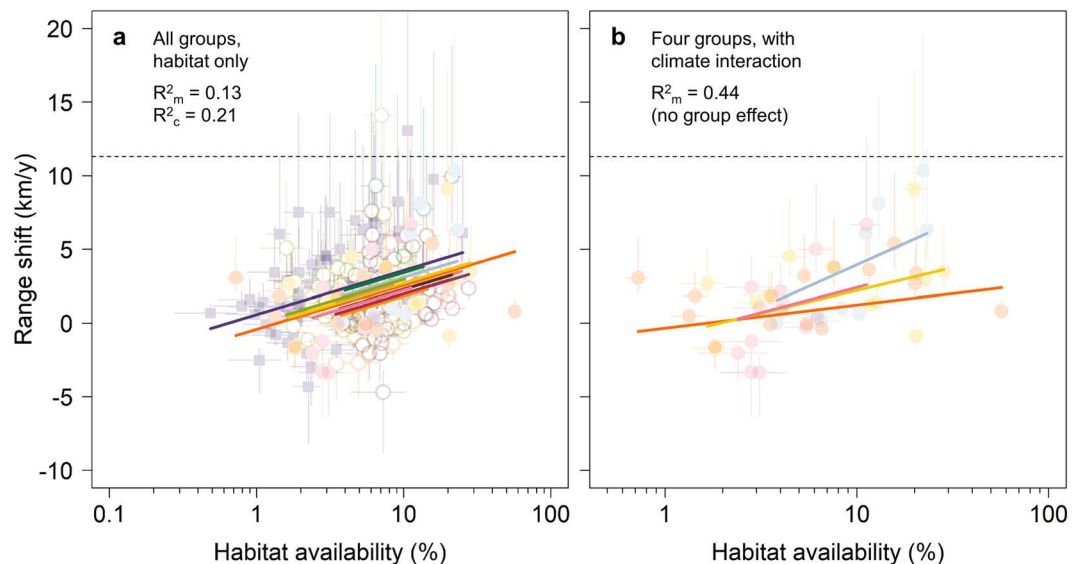 a
All groups,
habitat only
R²m = 0.13
R²c = 0.21
b
Four groups, with
climate interaction
R²m = 0.44
(no group effect)
Range shift (km/y)
20
15
10
5
0
-5
-10
0.1 1 10 100
1 10 100
Habitat availability (%)
Habitat availability (%)